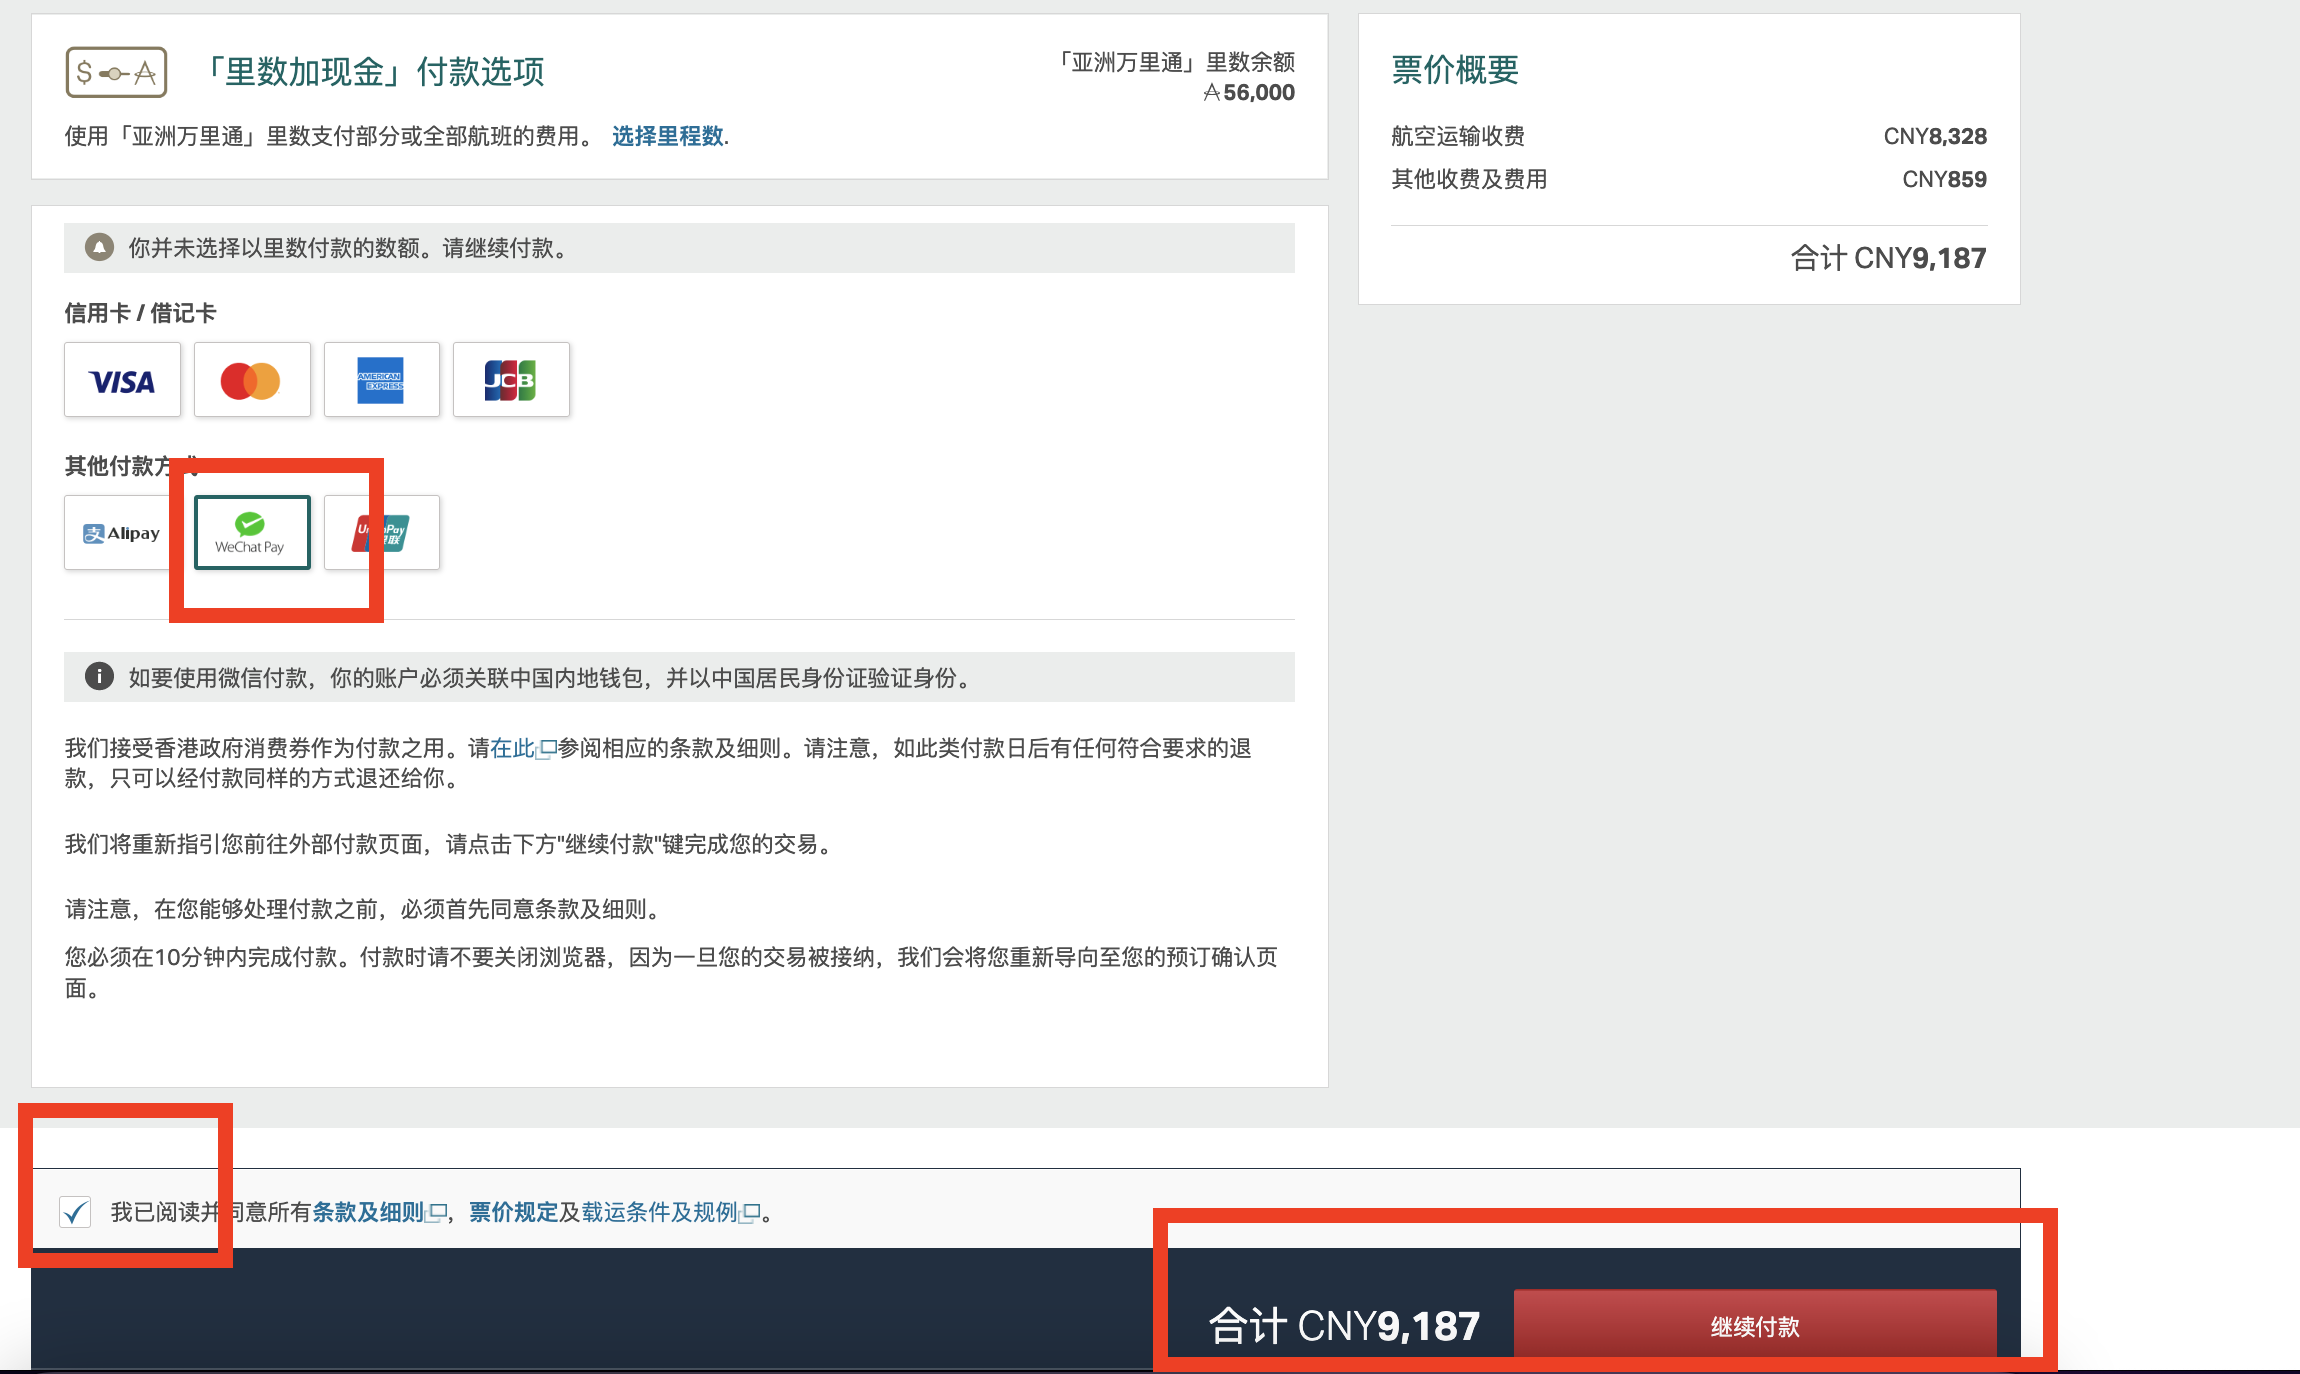 「里数加现金」付款选项
「亚洲万里通」里数余额
56,000
使用「亚洲万里通」里数支付部分或全部航班的费用。 选择里程数.
票价概要
航空运输收费 CNY8,328
其他收费及费用 CNY859
合计 CNY9,187
你并未选择以里数付款的数额。请继续付款。
信用卡 / 借记卡
VISA
AMERICAN EXPRESS
JCB
其他付款方式
支 Alipay
WeChat Pay
如要使用微信付款，你的账户必须关联中国内地钱包，并以中国居民身份证验证身份。
我们接受香港政府消费券作为付款之用。请在此参阅相应的条款及细则。请注意，如此类付款日后有任何符合要求的退
款，只可以经付款同样的方式退还给你。
我们将重新指引您前往外部付款页面，请点击下方"继续付款"键完成您的交易。
请注意，在您能够处理付款之前，必须首先同意条款及细则。
您必须在10分钟内完成付款。付款时请不要关闭浏览器，因为一旦您的交易被接纳，我们会将您重新导向至您的预订确认页
面。
我已阅读并同意所有条款及细则，票价规定及载运条件及规例。
合计 CNY9,187
继续付款